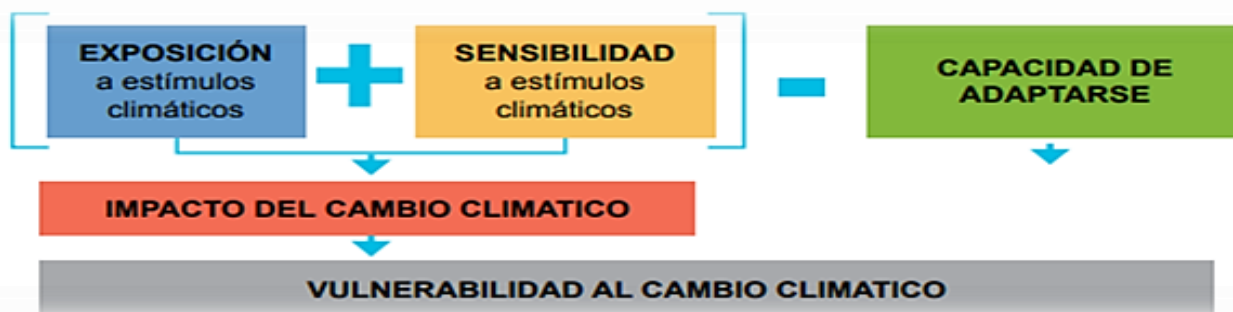 EXPOSICIÓN
a estímulos
climáticos
+
SENSIBILIDAD
a estímulos
climáticos
-
CAPACIDAD DE
ADAPTARSE
IMPACTO DEL CAMBIO CLIMATICO
VULNERABILIDAD AL CAMBIO CLIMATICO